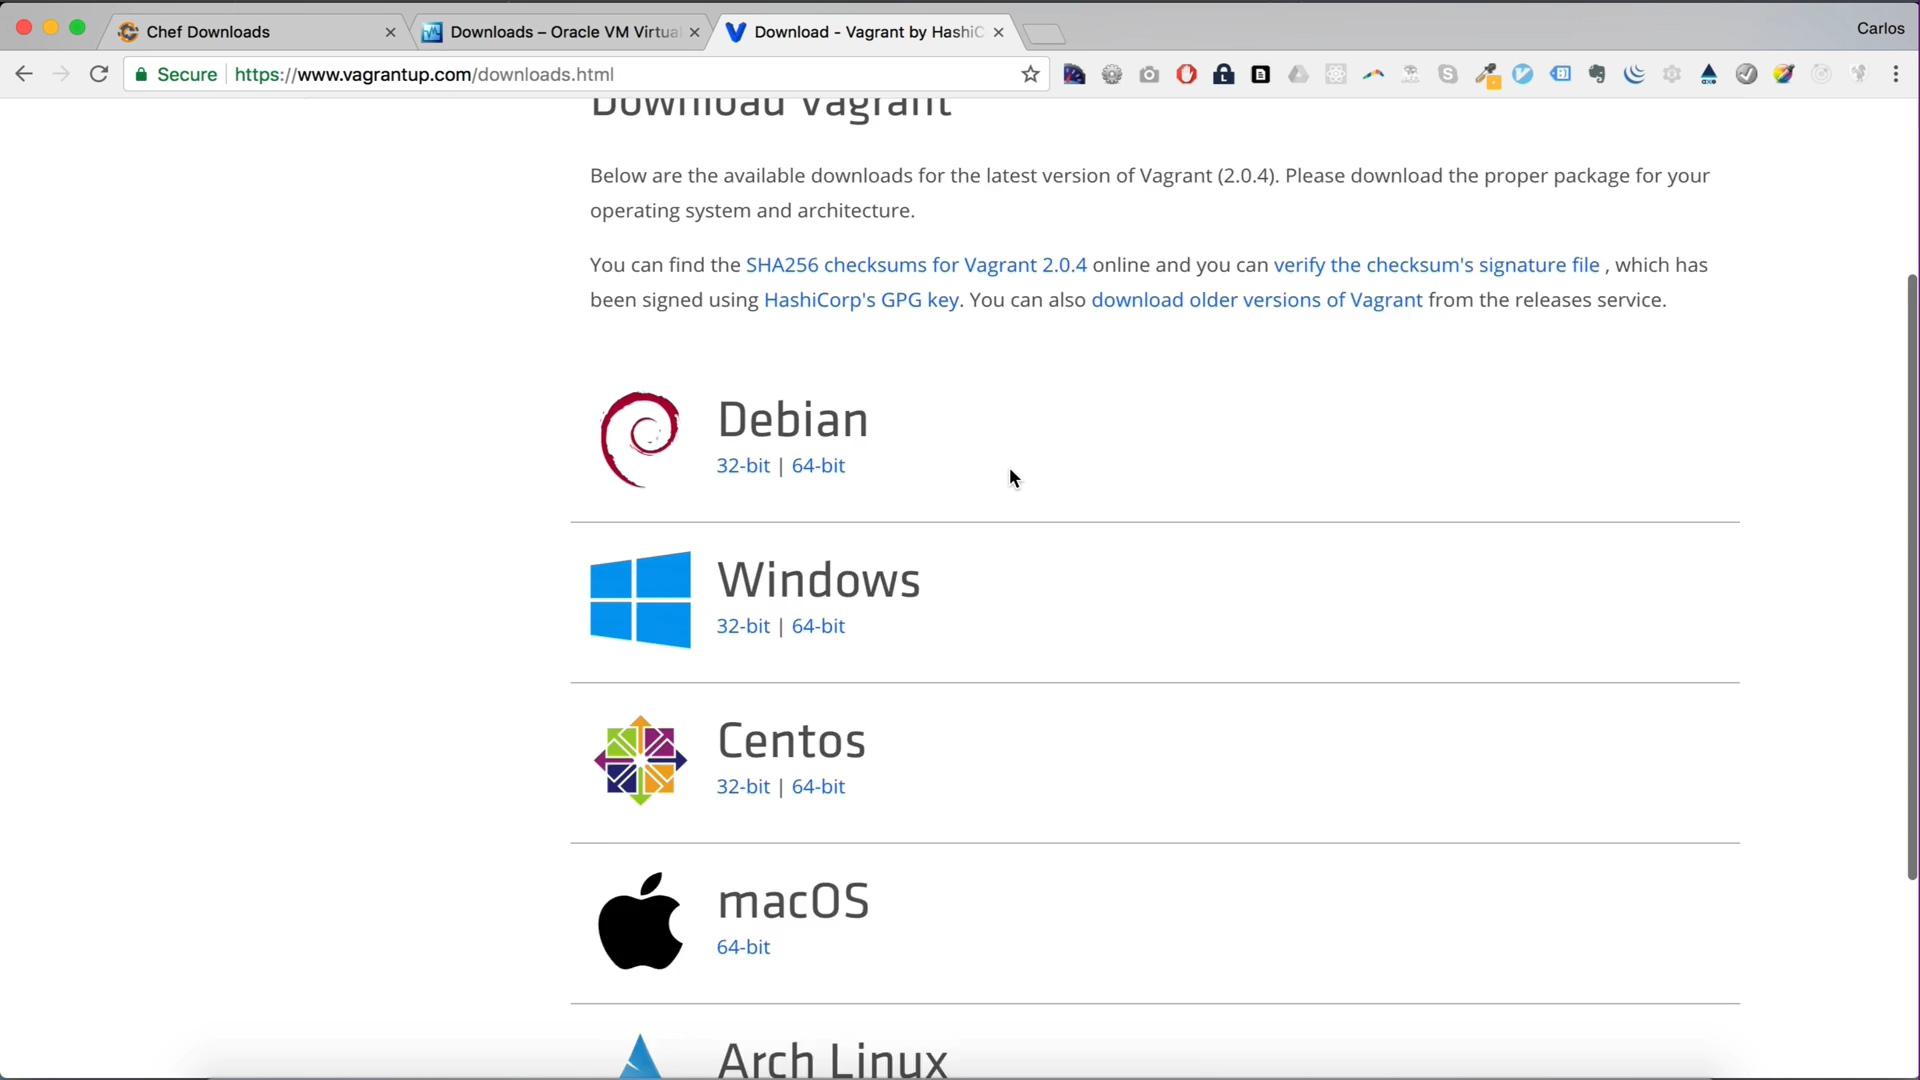 Chef Downloads
Downloads – Oracle VM Virtual
Download - Vagrant by HashiC
Carlos
Secure
https://www.vagrantup.com/downloads.html
Download Vagrant
Below are the available downloads for the latest version of Vagrant (2.0.4). Please download the proper package for your
operating system and architecture.
You can find the SHA256 checksums for Vagrant 2.0.4 online and you can verify the checksum's signature file , which has
been signed using HashiCorp's GPG key. You can also download older versions of Vagrant from the releases service.
Debian
32-bit | 64-bit
Windows
32-bit | 64-bit
Centos
32-bit | 64-bit
macOS
64-bit
Arch Linux